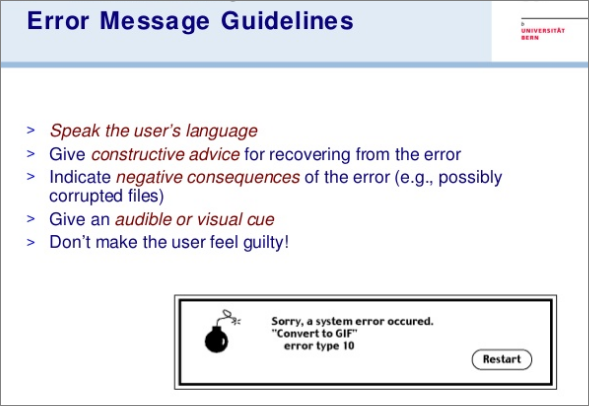 Error Message Guidelines
b
UNIVERSITÄT
BERN
> Speak the user's language
> Give constructive advice for recovering from the error
> Indicate negative consequences of the error (e.g., possibly
corrupted files)
> Give an audible or visual cue
> Don't make the user feel guilty!
Sorry, a system error occured.
"Convert to GIF"
error type 10
Restart